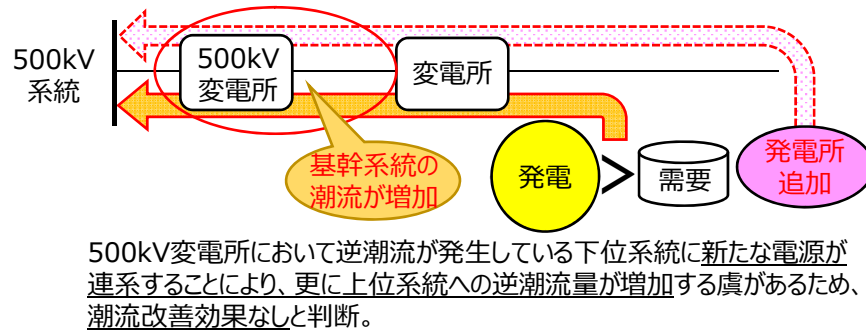 500kV
系統
500kV
変電所
変電所
基幹系統の
潮流が増加
発電
需要
発電所
追加
500kV変電所において逆潮流が発生している下位系統に新たな電源が
連系することにより、更に上位系統への逆潮流量が増加する虞があるため、
潮流改善効果なしと判断。